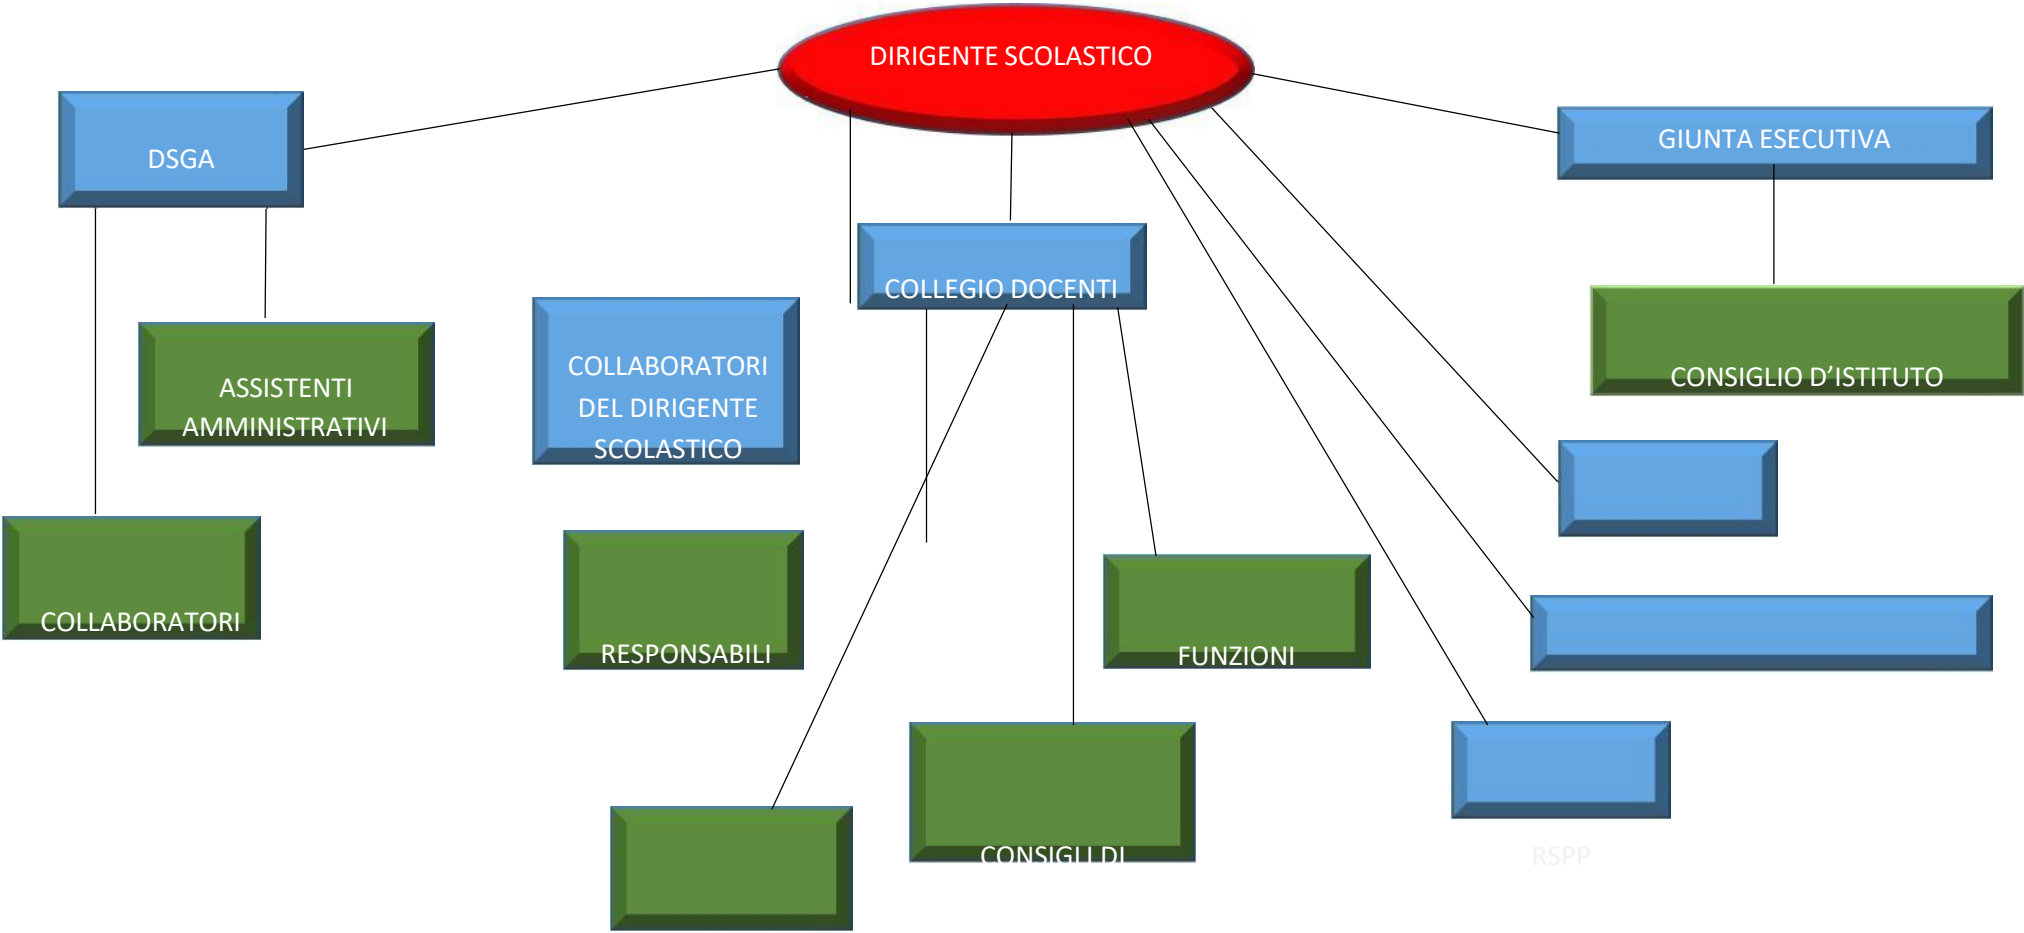 DIRIGENTE SCOLASTICO
DSGA
GIUNTA ESECUTIVA
COLLEGIO DOCENTI
COLLABORATORI
DEL DIRIGENTE
SCOLASTICO
ASSISTENTI
AMMINISTRATIVI
CONSIGLIO D’ISTITUTO
COLLABORATORI
RESPONSABILI
FUNZIONI
CONSIGLI DI
RSPP